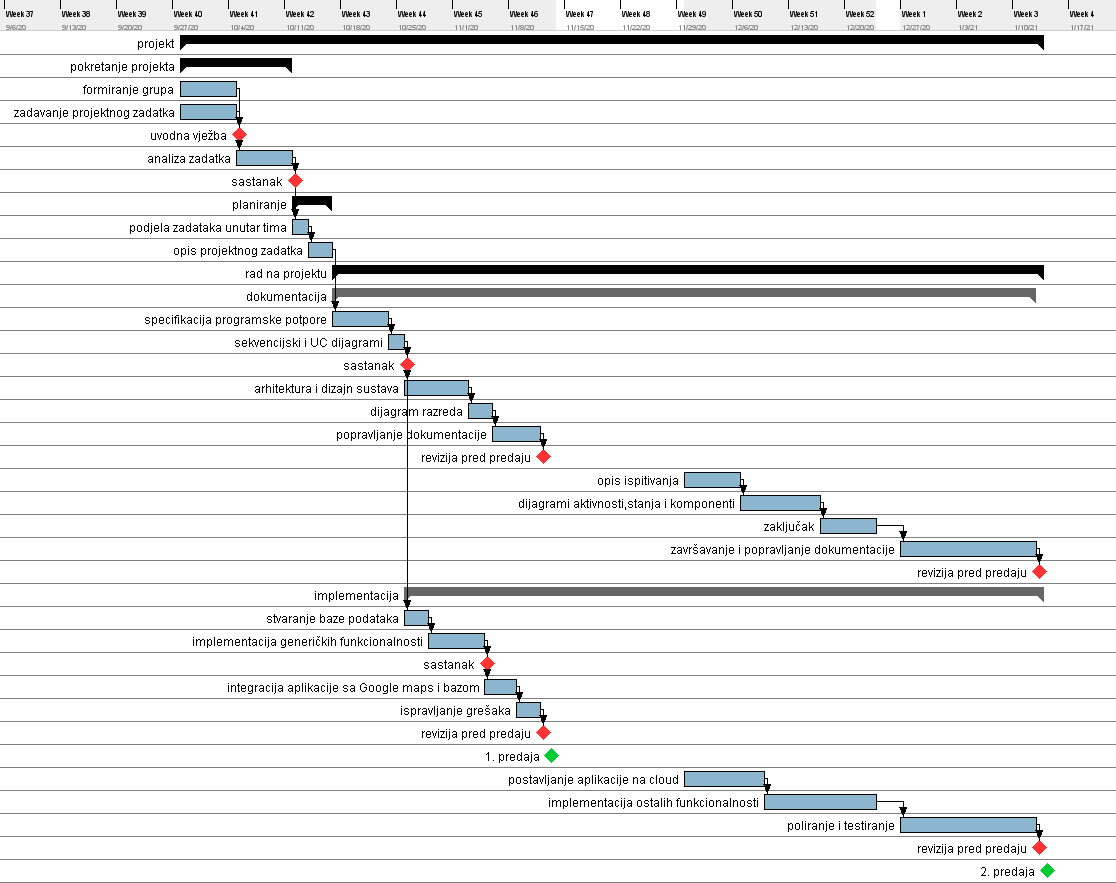 Week 37 Week 38 Week 39 Week 40 Week 41 Week 42 Week 43 Week 44 Week 45 Week 46 Week 47 Week 48 Week 49 Week 50 Week 51 Week 52 Week 1 Week 2 Week 3 Week 4
9/6/20 9/13/20 9/20/20 9/27/20 10/4/20 10/11/20 10/18/20 10/25/20 11/1/20 11/8/20 11/15/20 11/22/20 11/29/20 12/6/20 12/13/20 12/20/20 12/27/20 1/3/21 1/10/21 1/17/21
projekt
pokretanje projekta
formiranje grupa
zadavanje projektnog zadatka
uvodna vježba
analiza zadatka
sastanak
planiranje
podjela zadataka unutar tima
opis projektnog zadatka
rad na projektu
dokumentacija
specifikacija programske potpore
sekvencijski i UC dijagrami
sastanak
arhitektura i dizajn sustava
dijagram razreda
popravljanje dokumentacije
revizija pred predaju
opis ispitivanja
dijagrami aktivnosti,stanja i komponenti
zaključak
završavanje i popravljanje dokumentacije
revizija pred predaju
implementacija
stvaranje baze podataka
implementacija generičkih funkcionalnosti
sastanak
integracija aplikacije sa Google maps i bazom
ispravljanje grešaka
revizija pred predaju
1. predaja
postavljanje aplikacije na cloud
implementacija ostalih funkcionalnosti
poliranje i testiranje
revizija pred predaju
2. predaja